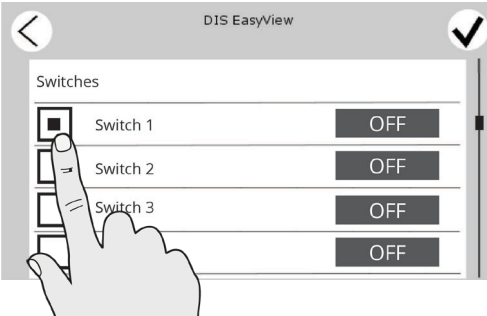 DIS EasyView
Switches
Switch 1 OFF
Switch 2 OFF
Switch 3 OFF
OFF